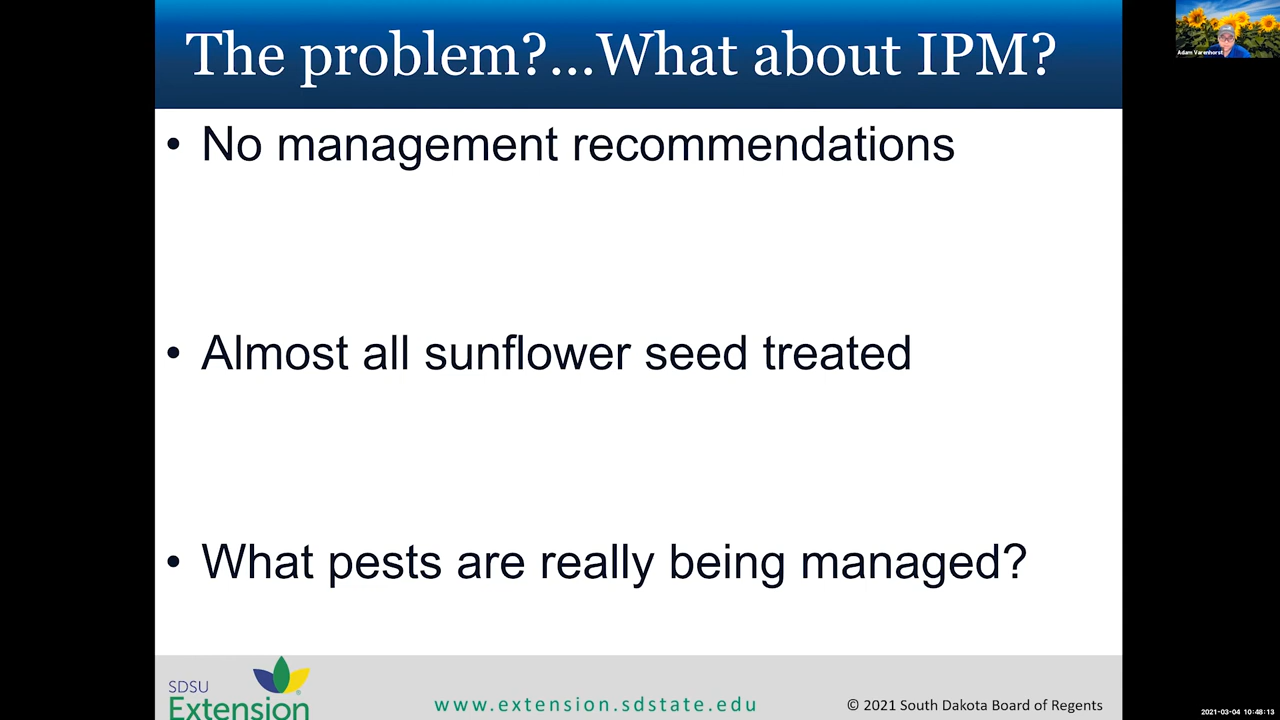 The problem?...What about IPM?
Adam Varenhorst
• No management recommendations
• Almost all sunflower seed treated
• What pests are really being managed?
SDSU
Extension
www.extension.sdstate.edu
© 2021 South Dakota Board of Regents
2021-03-04 10:48:13